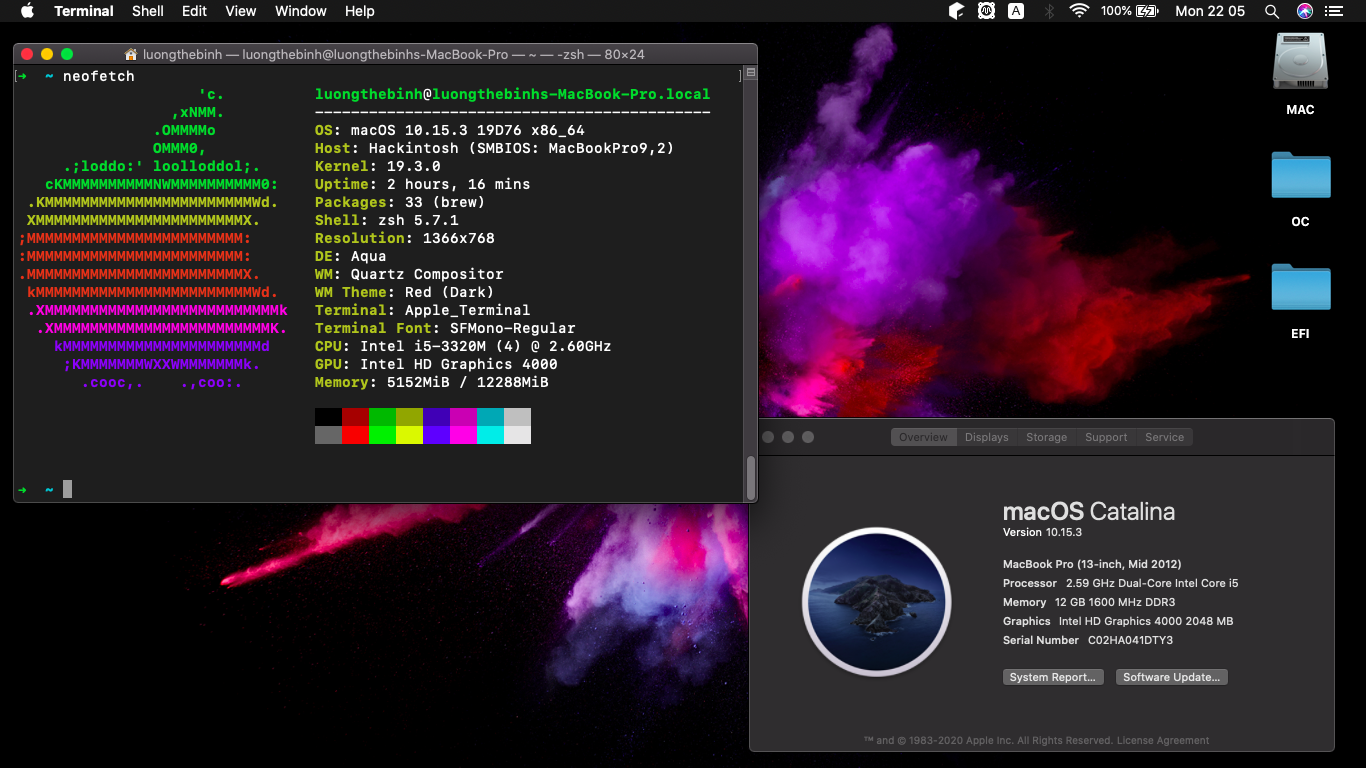 Terminal Shell Edit View Window Help 100% Mon 22 05
luongthebinh — luongthebinh@luongthebinhs-MacBook-Pro — ~ — -zsh — 80×24
[➜ ~ neofetch ]
'c. luongthebinh@luongthebinhs-MacBook-Pro.local
,xNMM. --------------------------------------------
.OMMMMo OS: macOS 10.15.3 19D76 x86_64
OMMM0, Host: Hackintosh (SMBIOS: MacBookPro9,2)
.;loddo:' loolloddol;. Kernel: 19.3.0
cKMMMMMMMMMMNWMMMMMMMMMM0: Uptime: 2 hours, 16 mins
.KMMMMMMMMMMMMMMMMMMMMMMMWd. Packages: 33 (brew)
XMMMMMMMMMMMMMMMMMMMMMMMX. Shell: zsh 5.7.1
;MMMMMMMMMMMMMMMMMMMMMMMM: Resolution: 1366x768
:MMMMMMMMMMMMMMMMMMMMMMMM: DE: Aqua
.MMMMMMMMMMMMMMMMMMMMMMMMX. WM: Quartz Compositor
kMMMMMMMMMMMMMMMMMMMMMMMMWd. WM Theme: Red (Dark)
.XMMMMMMMMMMMMMMMMMMMMMMMMMMk Terminal: Apple_Terminal
.XMMMMMMMMMMMMMMMMMMMMMMMMK. Terminal Font: SFMono-Regular
kMMMMMMMMMMMMMMMMMMMMMMd CPU: Intel i5-3320M (4) @ 2.60GHz
;KMMMMMMMWXXWMMMMMMMk. GPU: Intel HD Graphics 4000
.cooc,. .,coo:. Memory: 5152MiB / 12288MiB
➜ ~
MAC
OC
EFI
Overview Displays Storage Support Service
macOS Catalina
Version 10.15.3
MacBook Pro (13-inch, Mid 2012)
Processor 2.59 GHz Dual-Core Intel Core i5
Memory 12 GB 1600 MHz DDR3
Graphics Intel HD Graphics 4000 2048 MB
Serial Number C02HA041DTY3
System Report... Software Update...
™ and © 1983-2020 Apple Inc. All Rights Reserved. License Agreement